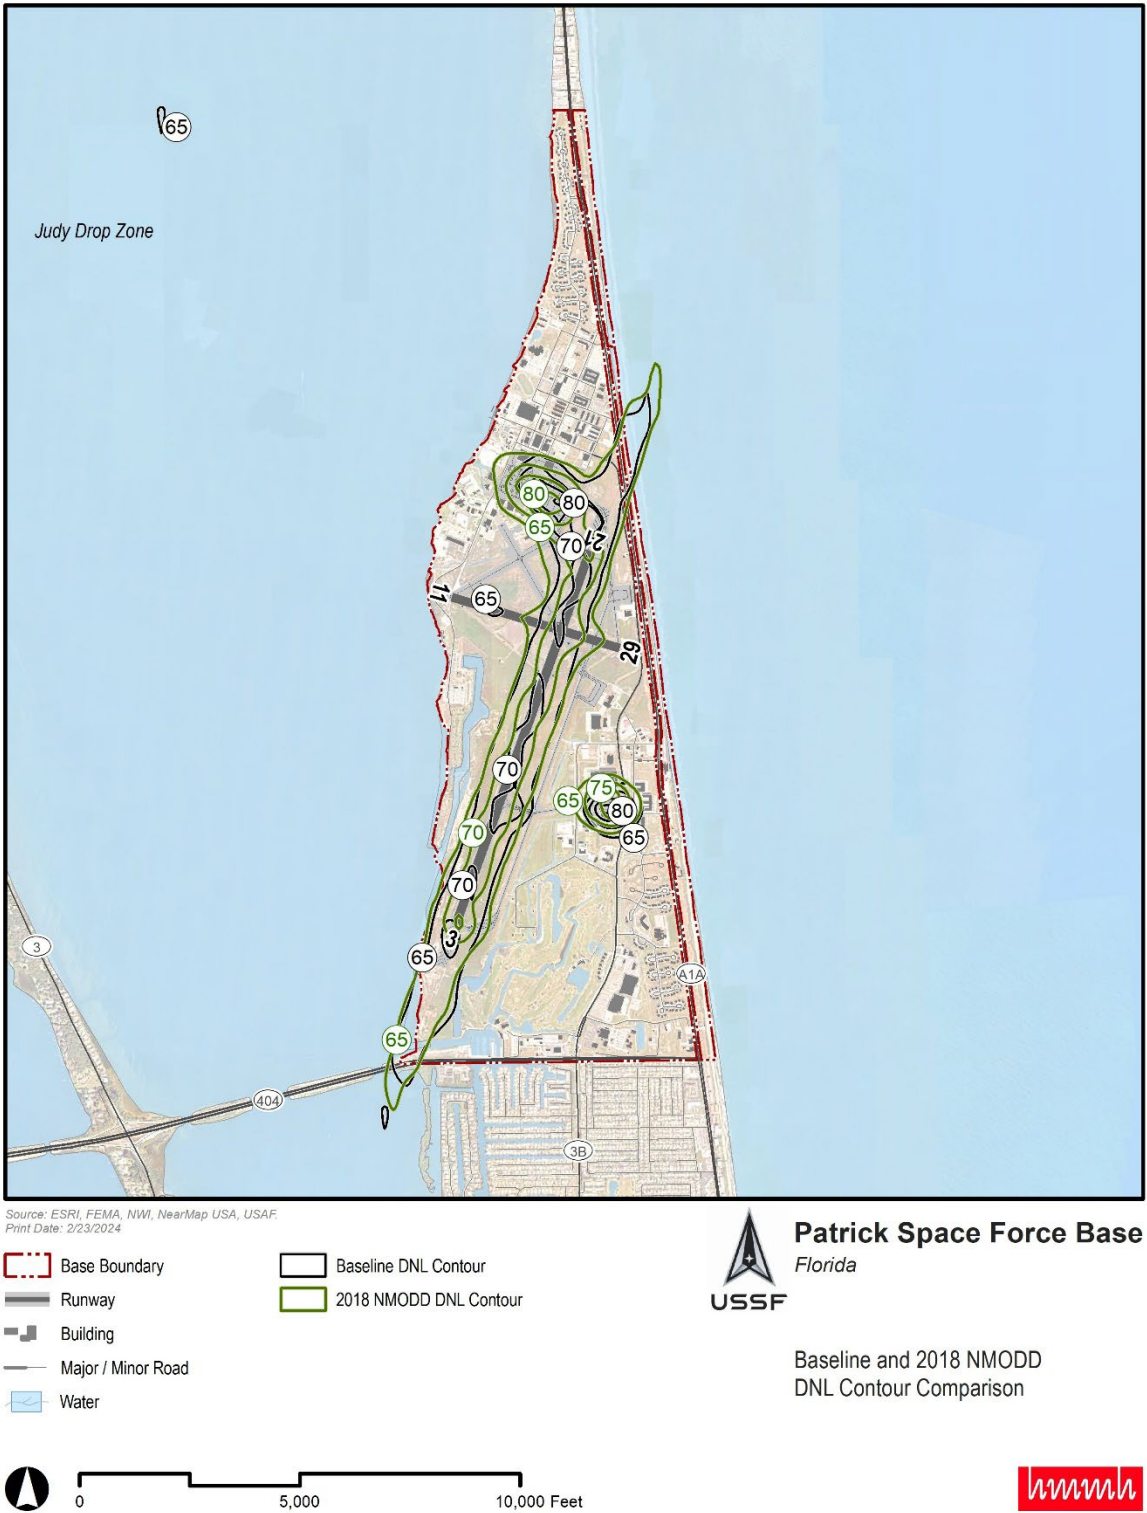 65
Judy Drop Zone
80
80
65
70
21
11
65
29
70
75
65
80
65
70
70
3
65
3
A1A
65
404
3B
Source: ESRI, FEMA, NWI, NearMap USA, USAF.
Print Date: 2/23/2024
Base Boundary
Runway
Building
Major / Minor Road
Water
Baseline DNL Contour
2018 NMODD DNL Contour
USSF
Patrick Space Force Base
Florida
Baseline and 2018 NMODD
DNL Contour Comparison
0
5,000
10,000 Feet
hmmh